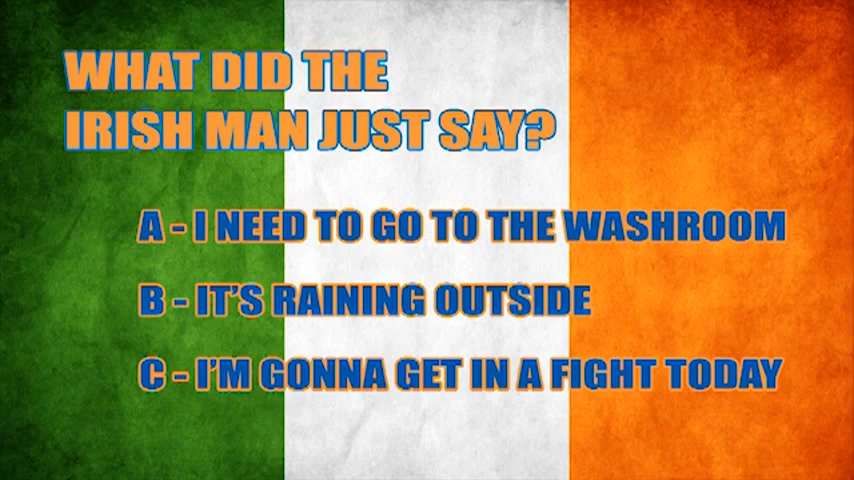 WHAT DID THE
IRISH MAN JUST SAY?
A - I NEED TO GO TO THE WASHROOM
B - IT'S RAINING OUTSIDE
C - I'M GONNA GET IN A FIGHT TODAY